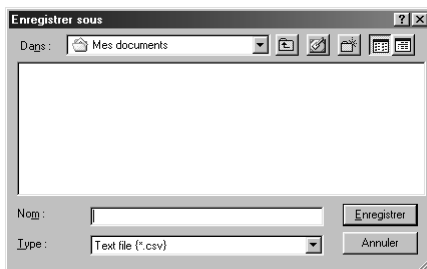 Enregistrer sous
Dans : Mes documents
Nom :
Enregistrer
Type : Text file {*.csv}
Annuler